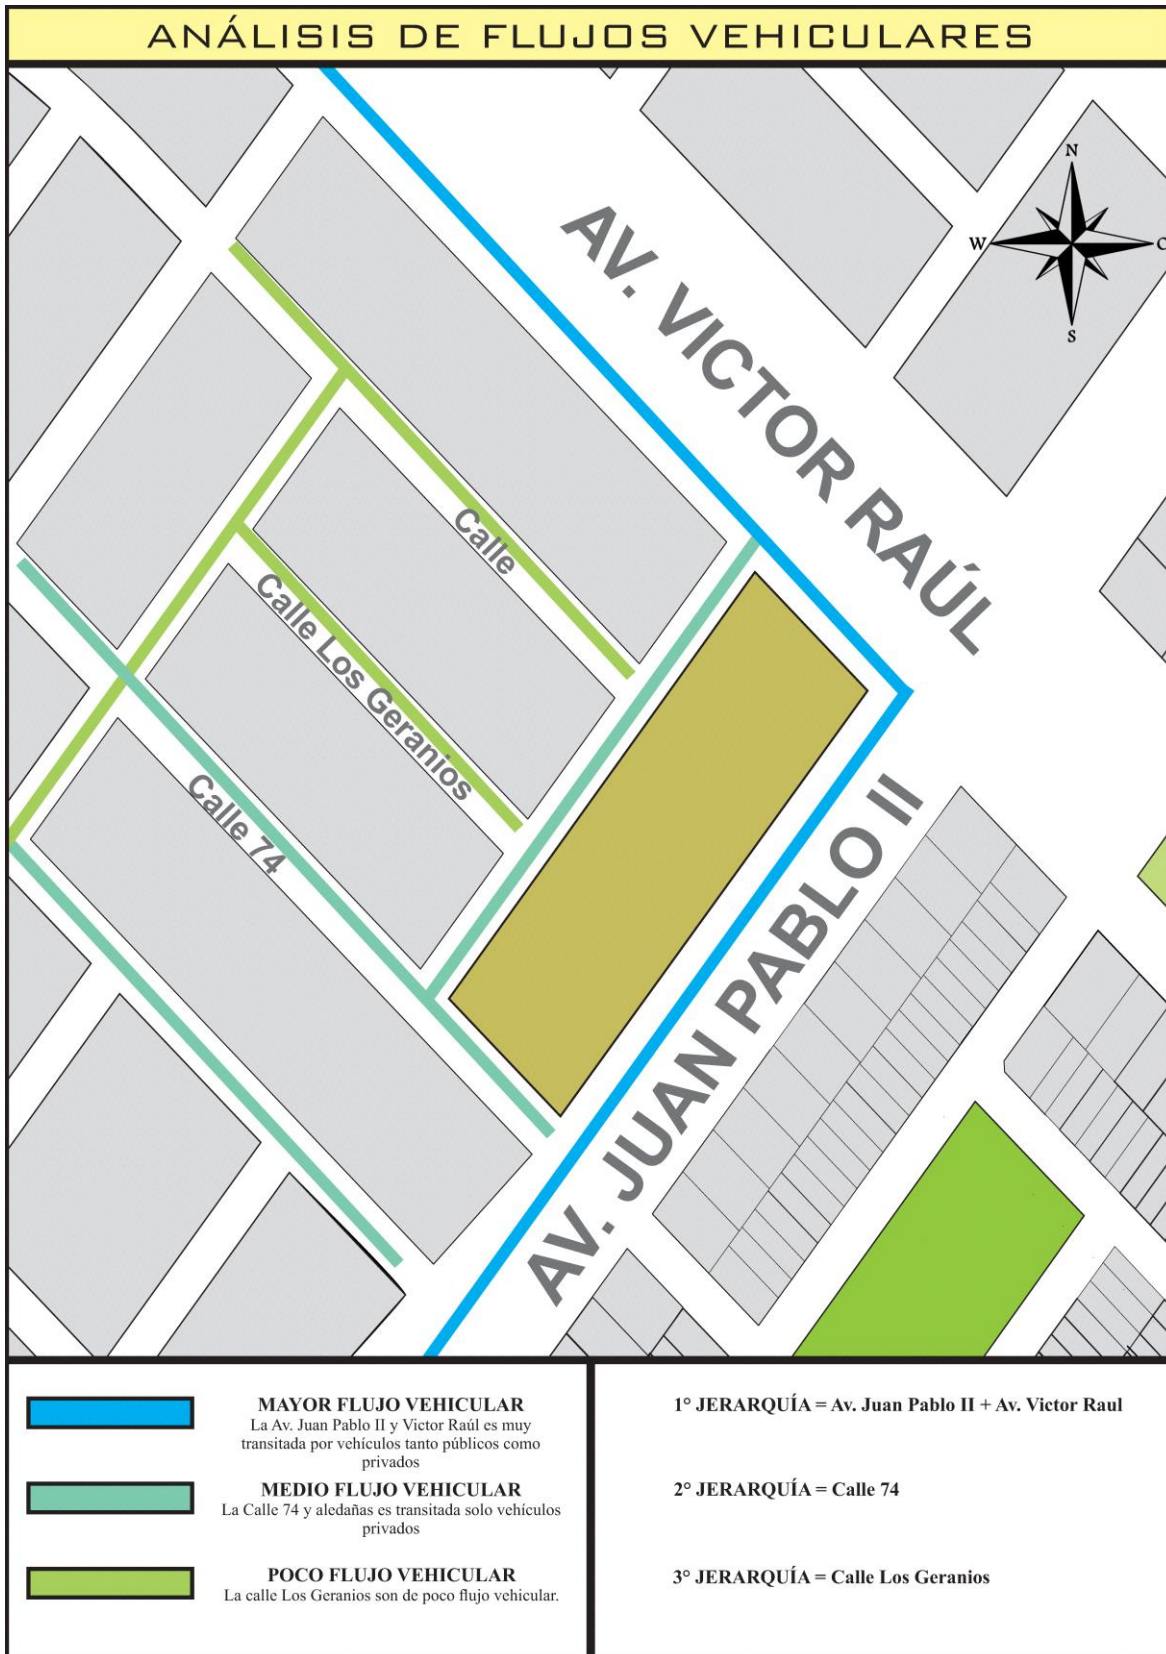 ANÁLISIS DE FLUJOS VEHICULARES
N
W
C
S
AV. VICTOR RAÚL
Calle
Calle Los Geranios
Calle 74
AV. JUAN PABLO II
MAYOR FLUJO VEHICULAR
La Av. Juan Pablo II y Victor Raúl es muy
transitada por vehículos tanto públicos como
privados
MEDIO FLUJO VEHICULAR
La Calle 74 y aledañas es transitada solo vehículos
privados
POCO FLUJO VEHICULAR
La calle Los Geranios son de poco flujo vehicular.
1° JERARQUÍA = Av. Juan Pablo II + Av. Victor Raul
2° JERARQUÍA = Calle 74
3° JERARQUÍA = Calle Los Geranios